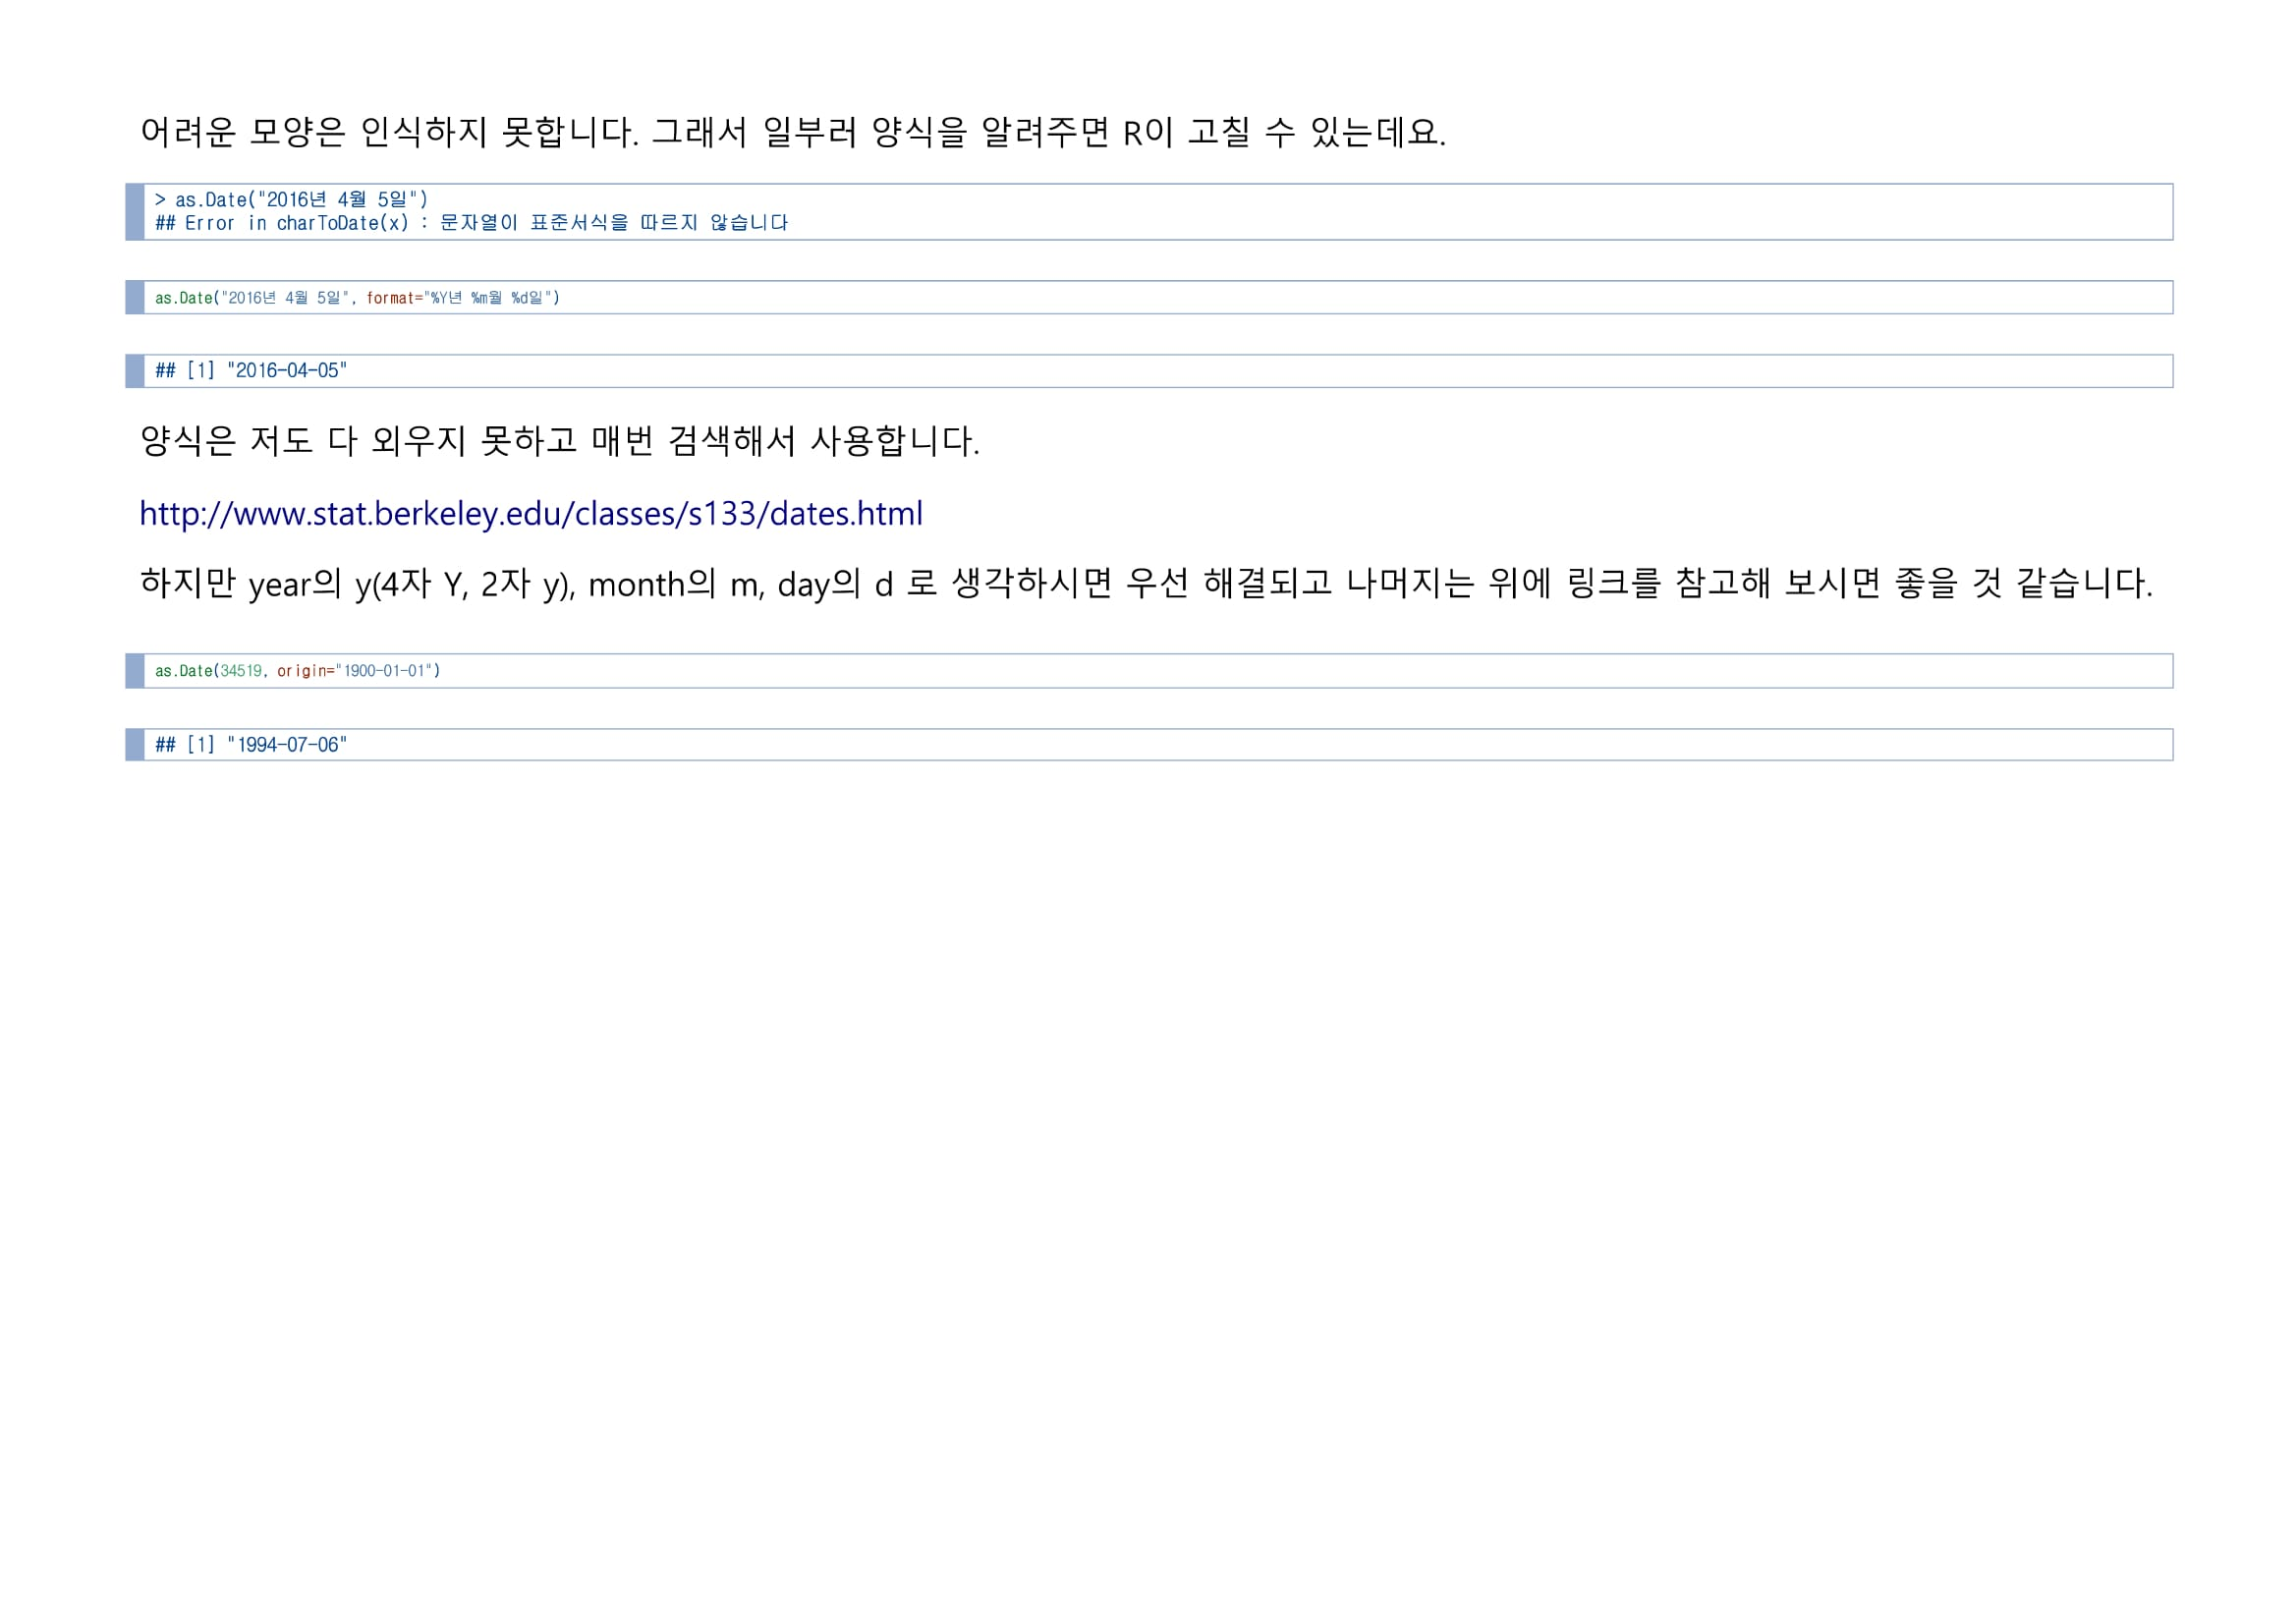 어려운 모양은 인식하지 못합니다. 그래서 일부러 양식을 알려주면 R이 고칠 수 있는데요.
> as.Date("2016년 4월 5일")
## Error in charToDate(x) : 문자열이 표준서식을 따르지 않습니다
as.Date("2016년 4월 5일", format="%Y년 %m월 %d일")
## [1] "2016-04-05"
양식은 저도 다 외우지 못하고 매번 검색해서 사용합니다.
http://www.stat.berkeley.edu/classes/s133/dates.html
하지만 year의 y(4자 Y, 2자 y), month의 m, day의 d 로 생각하시면 우선 해결되고 나머지는 위에 링크를 참고해 보시면 좋을 것 같습니다.
as.Date(34519, origin="1900-01-01")
## [1] "1994-07-06"